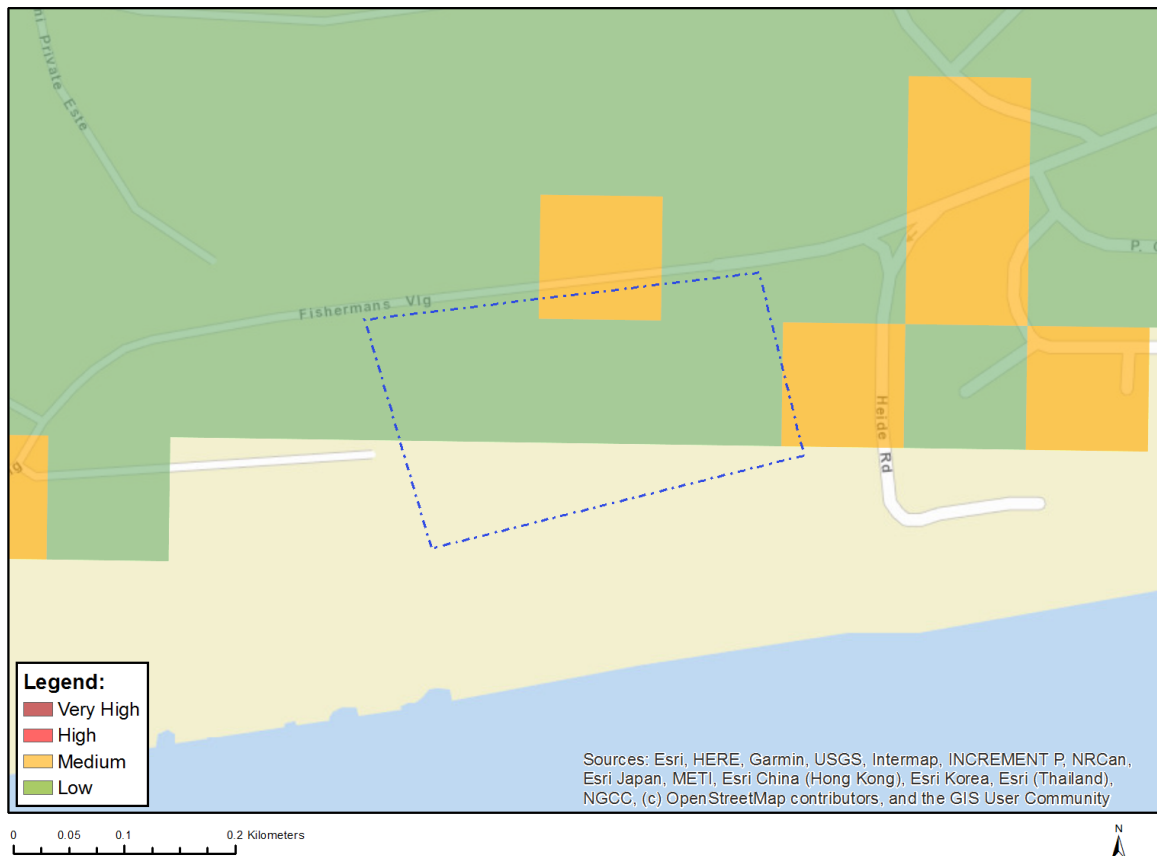 ni Private Este
Fishermans Vlg
P. C
Heide Rd
Legend:
Very High
High
Medium
Low
Sources: Esri, HERE, Garmin, USGS, Intermap, INCREMENT P, NRCan,
Esri Japan, METI, Esri China (Hong Kong), Esri Korea, Esri (Thailand),
NGCC, (c) OpenStreetMap contributors, and the GIS User Community
0 0.05 0.1 0.2 Kilometers
N